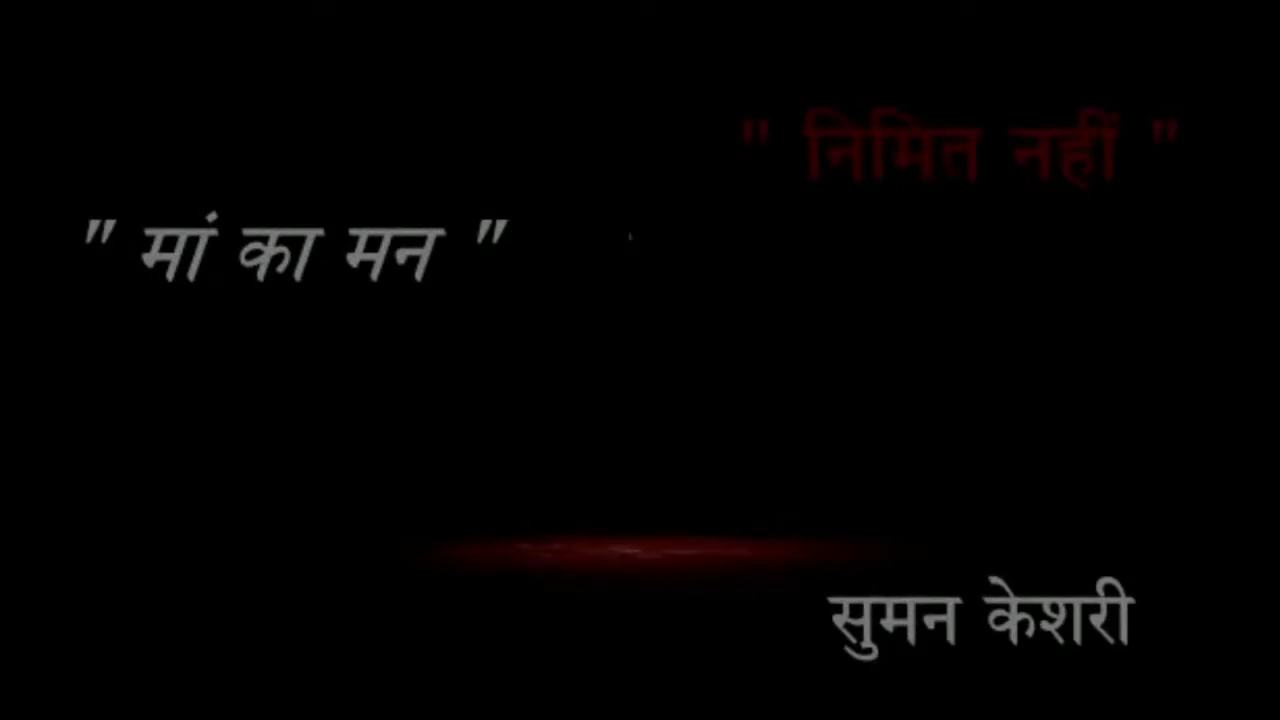 " निमित नहीं "
" मां का मन "
सुमन केशरी